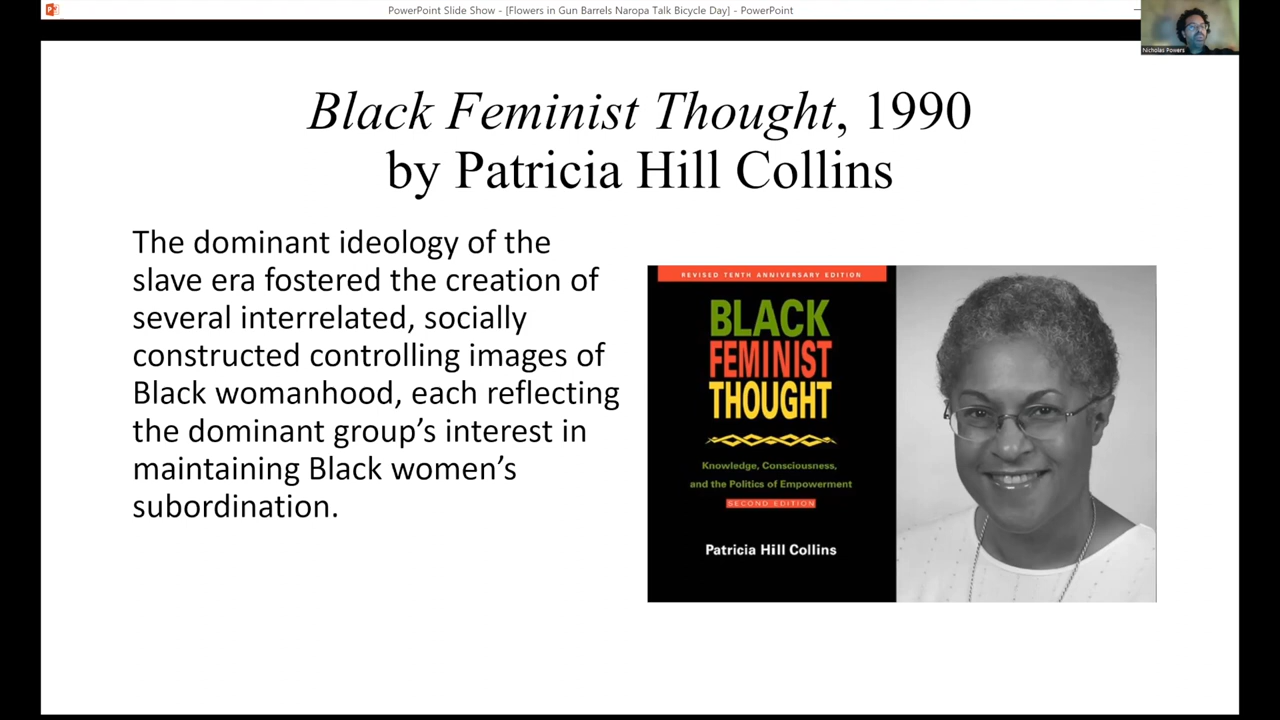 PowerPoint Slide Show - [Flowers in Gun Barrels Naropa Talk Bicycle Day] - PowerPoint
Nicholas Powers
Black Feminist Thought, 1990
by Patricia Hill Collins
The dominant ideology of the
slave era fostered the creation of
several interrelated, socially
constructed controlling images of
Black womanhood, each reflecting
the dominant group’s interest in
maintaining Black women’s
subordination.
REVISED TENTH ANNIVERSARY EDITION
BLACK
FEMINIST
THOUGHT
Knowledge, Consciousness,
and the Politics of Empowerment
SECOND EDITION
Patricia Hill Collins